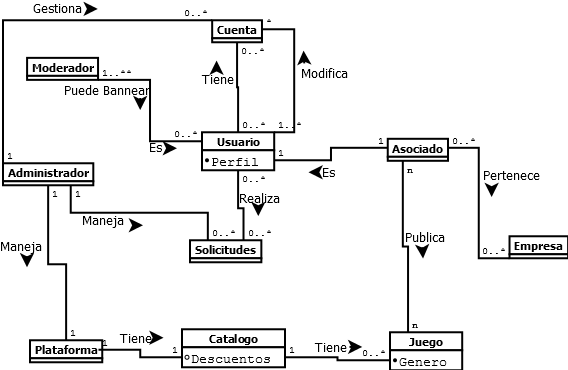 Gestiona
0..*
Cuenta
*
0..*
Moderador
1..**
Tiene
Modifica
Puede Bannear
0..*
0..*
1..*
Usuario
Perfil
Es
1
Es
1
Asociado
0..*
n
Pertenece
1
Administrador
1
1
0..*
Realiza
Maneja
0..*
0..*
Solicitudes
Maneja
Publica
0..*
Empresa
1
Plataforma
1
Tiene
1
Catalogo
Descuentos
1
Tiene
0..*
n
Juego
Genero